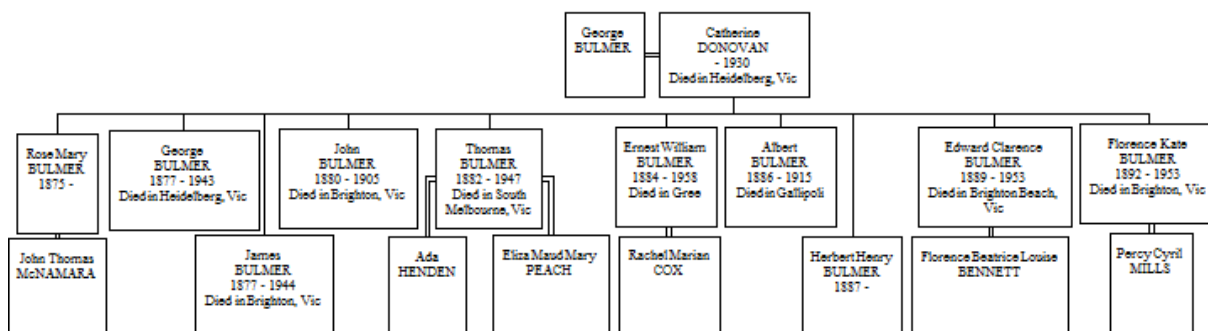 George
BULMER
Catherine
DONOVAN
- 1930
Died in Heidelberg, Vic
Rose Mary
BULMER
1875 -
George
BULMER
1877 - 1943
Died in Heidelberg, Vic
John
BULMER
1880 - 1905
Died in Brighton, Vic
Thomas
BULMER
1882 - 1947
Died in South
Melbourne, Vic
Ernest William
BULMER
1884 - 1958
Died in Gree
Albert
BULMER
1886 - 1915
Died in Gallipoli
Edward Clarence
BULMER
1889 - 1953
Died in Brighton Beach,
Vic
Florence Kate
BULMER
1892 - 1953
Died in Brighton, Vic
John Thomas
McNAMARA
James
BULMER
1877 - 1944
Died in Brighton, Vic
Ada
HENDEN
Eliza Maud Mary
PEACH
Rachel Marian
COX
Herbert Henry
BULMER
1887 -
Florence Beatrice Louise
BENNETT
Percy Cyril
MILLS